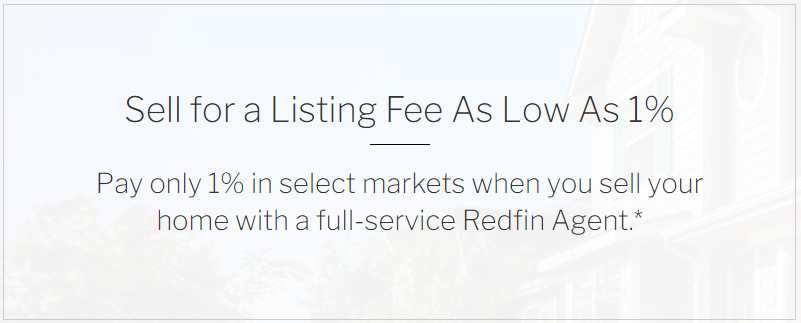 Sell for a Listing Fee As Low As 1%
Pay only 1% in select markets when you sell your
home with a full-service Redfin Agent.*